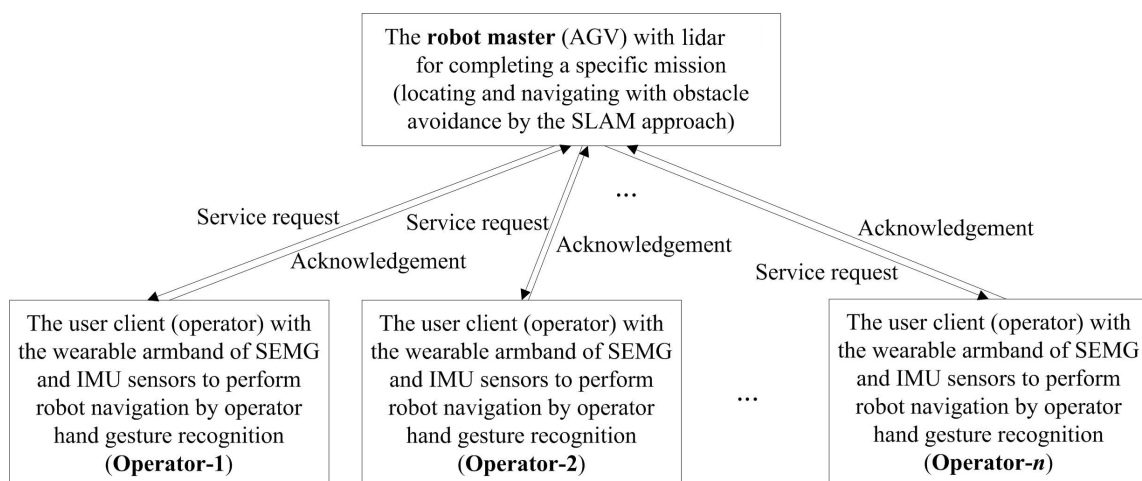 The robot master (AGV) with lidar
for completing a specific mission
(locating and navigating with obstacle
avoidance by the SLAM approach)
...
Service request
Service request
Acknowledgement
Acknowledgement
Acknowledgement
Service request
The user client (operator) with
the wearable armband of SEMG
and IMU sensors to perform
robot navigation by operator
hand gesture recognition
(Operator-1)
The user client (operator) with
the wearable armband of SEMG
and IMU sensors to perform
robot navigation by operator
hand gesture recognition
(Operator-2)
...
The user client (operator) with
the wearable armband of SEMG
and IMU sensors to perform
robot navigation by operator
hand gesture recognition
(Operator-n)